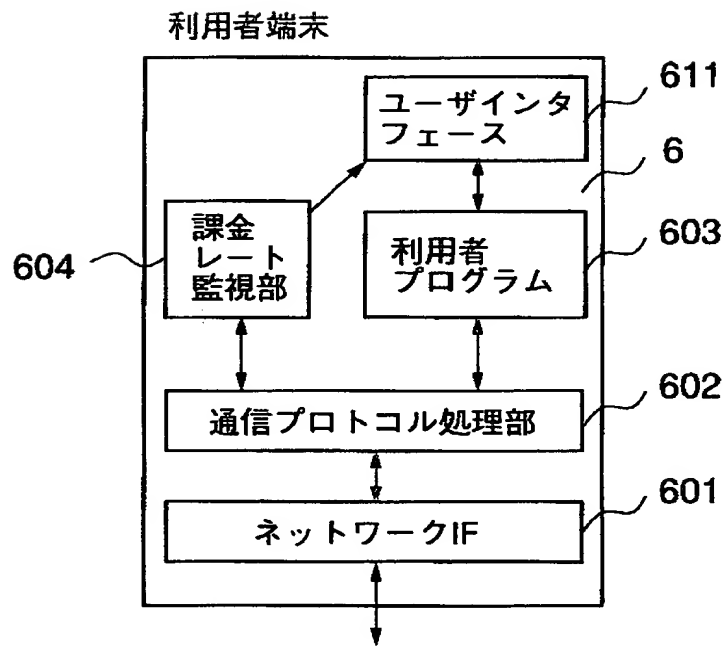 利用者端末
ユーザインタ
フェース
611
6
課金
レート
監視部
604
利用者
プログラム
603
通信プロトコル処理部
602
ネットワークIF
601